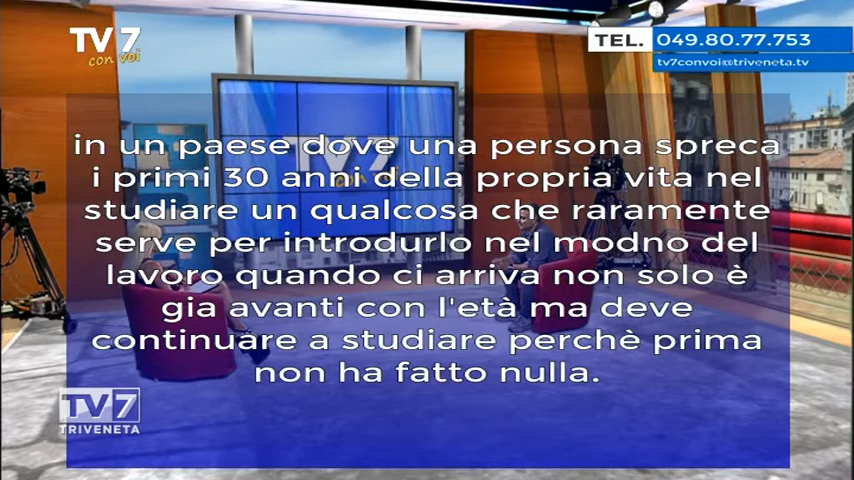 TV7
con voi
TEL. 049.80.77.753
tv7convoi@triveneta.tv
TV7
con voi
in un paese dove una persona spreca
i primi 30 anni della propria vita nel
studiare un qualcosa che raramente
serve per introdurlo nel modno del
lavoro quando ci arriva non solo è
gia avanti con l'età ma deve
continuare a studiare perchè prima
non ha fatto nulla.
TV7
TRIVENETA